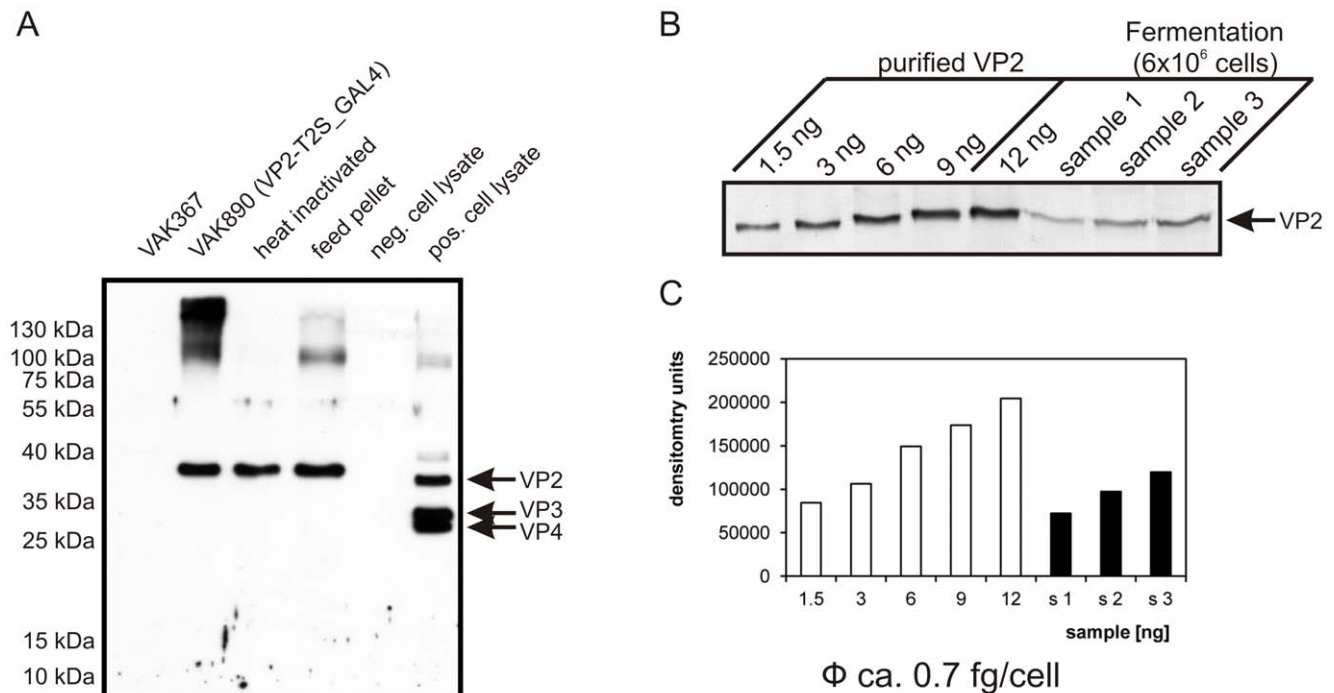 A
VAK367
VAK890 (VP2-T2S_GAL4)
heat inactivated
feed pellet
neg. cell lysate
pos. cell lysate
130 kDa
100 kDa
75 kDa
55 kDa
40 kDa
35 kDa
25 kDa
15 kDa
10 kDa
VP2
VP3
VP4
B
purified VP2
Fermentation
(6x10⁶ cells)
1.5 ng
3 ng
6 ng
9 ng
12 ng
sample 1
sample 2
sample 3
VP2
C
densitomtry units
250000
200000
150000
100000
50000
0
1.5 3 6 9 12 s 1 s 2 s 3
sample [ng]
Φ ca. 0.7 fg/cell